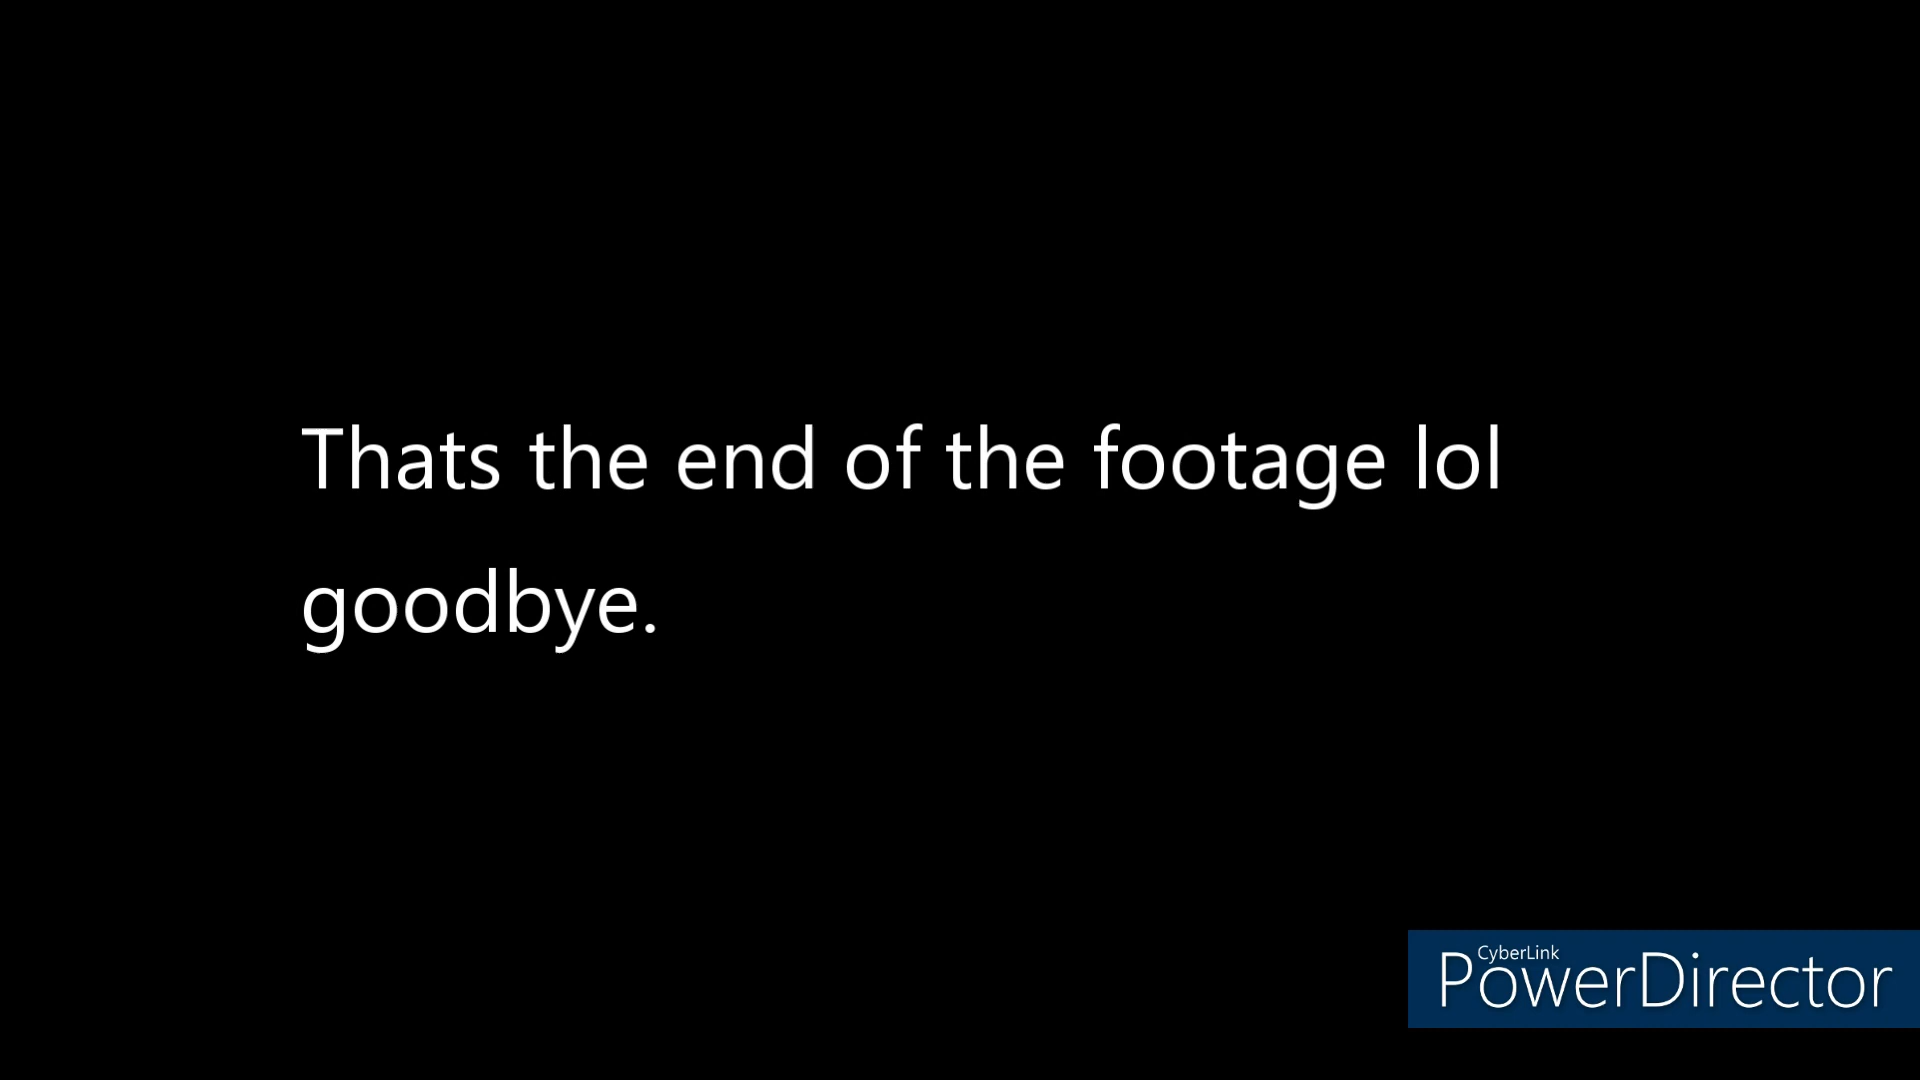 Thats the end of the footage lol
goodbye.
CyberLink
PowerDirector